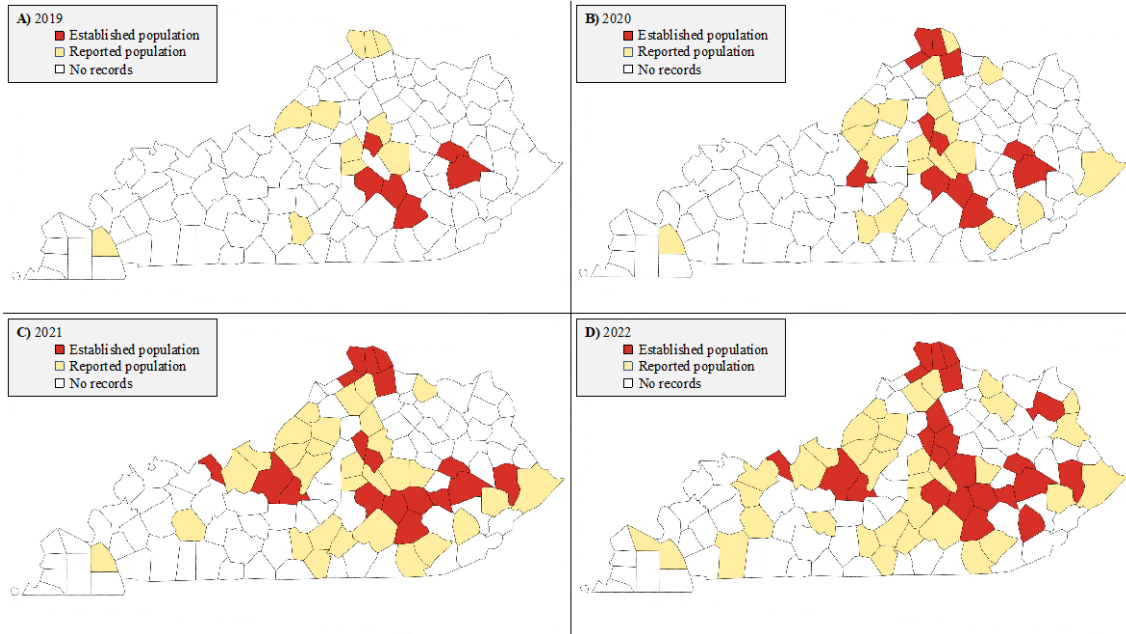 A) 2019
Established population
Reported population
No records
B) 2020
Established population
Reported population
No records
C) 2021
Established population
Reported population
No records
D) 2022
Established population
Reported population
No records